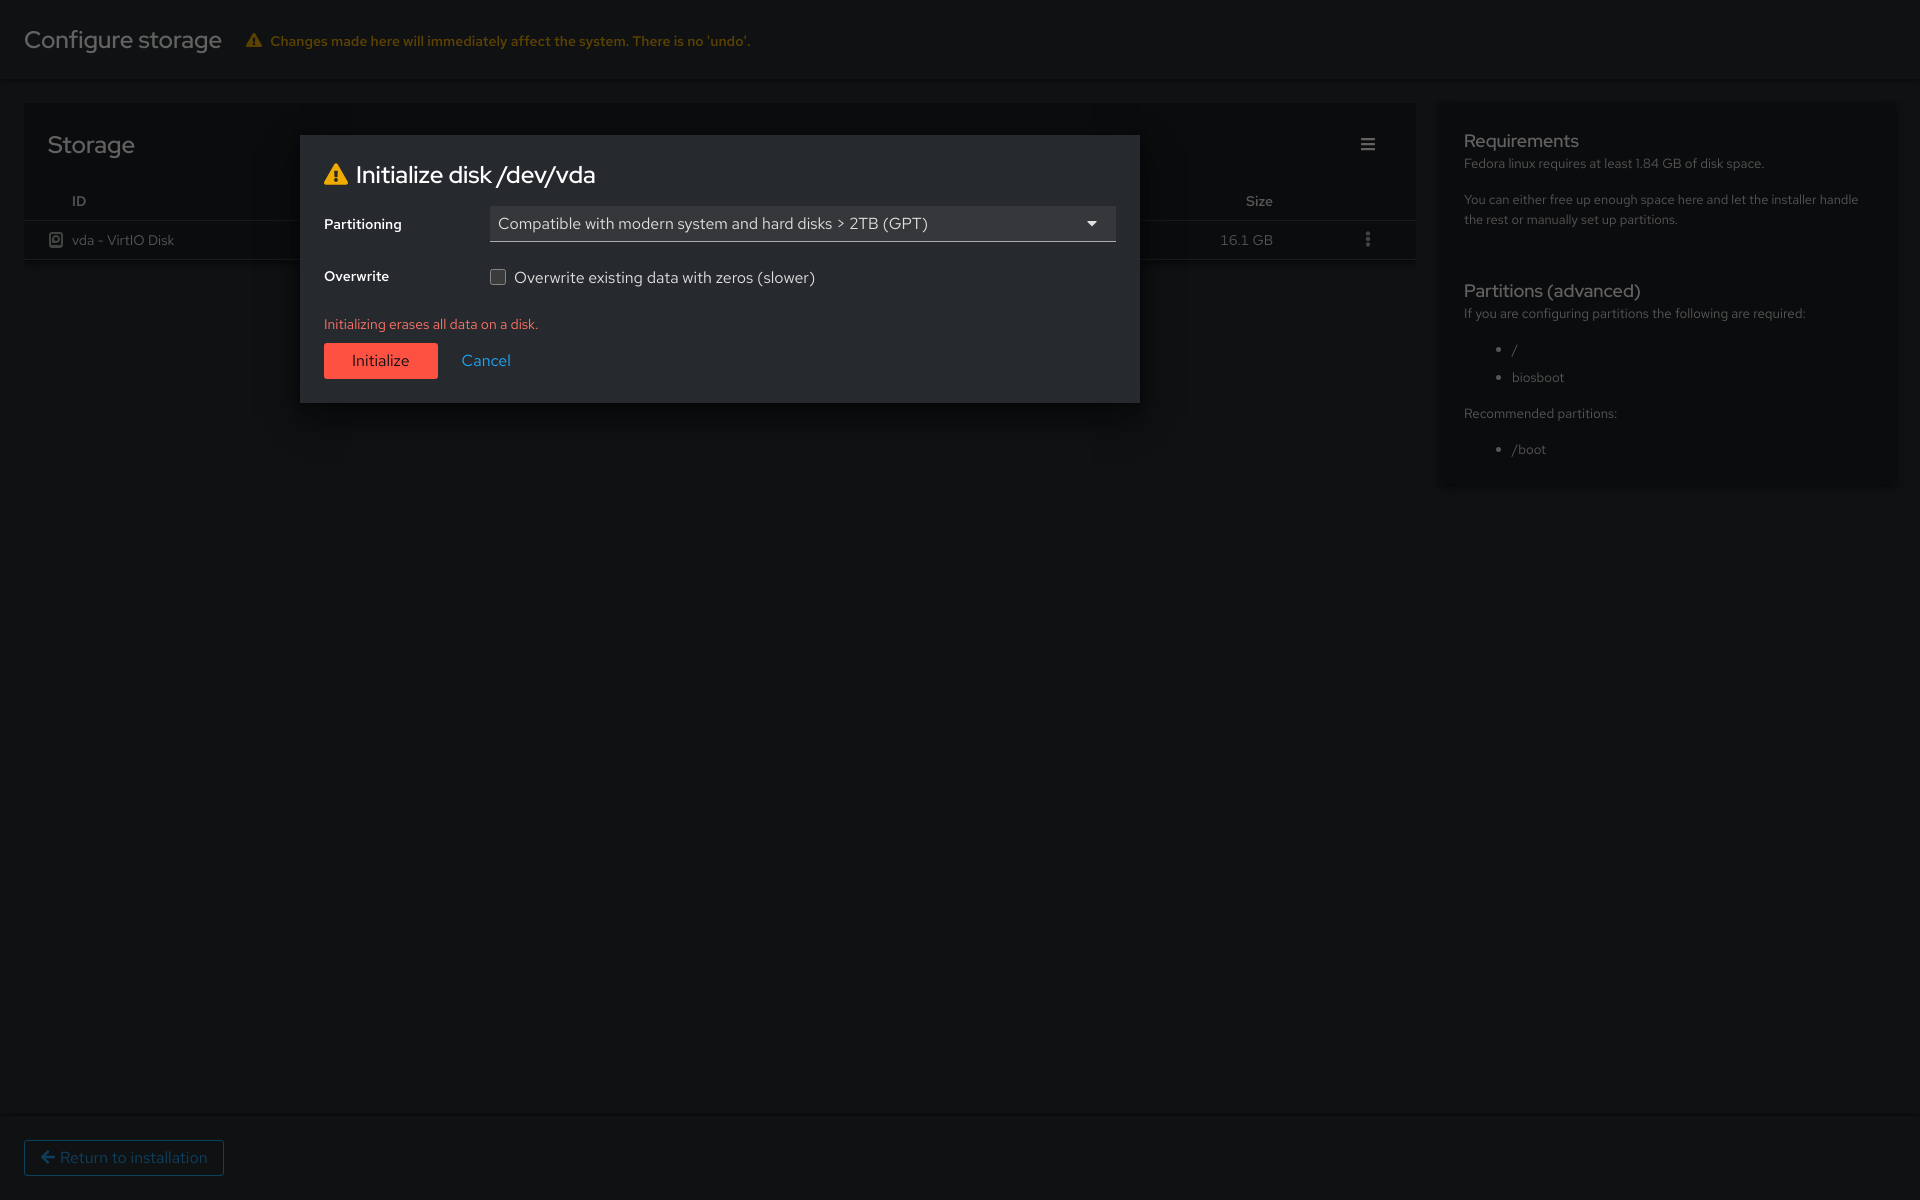 Configure storage
Changes made here will immediately affect the system. There is no 'undo'.
Storage
ID
Size
vda - VirtIO Disk
16.1 GB
Initialize disk /dev/vda
Partitioning
Compatible with modern system and hard disks > 2TB (GPT)
Overwrite
Overwrite existing data with zeros (slower)
Initializing erases all data on a disk.
Initialize
Cancel
Requirements
Fedora linux requires at least 1.84 GB of disk space.
You can either free up enough space here and let the installer handle
the rest or manually set up partitions.
Partitions (advanced)
If you are configuring partitions the following are required:
/
biosboot
Recommended partitions:
/boot
Return to installation